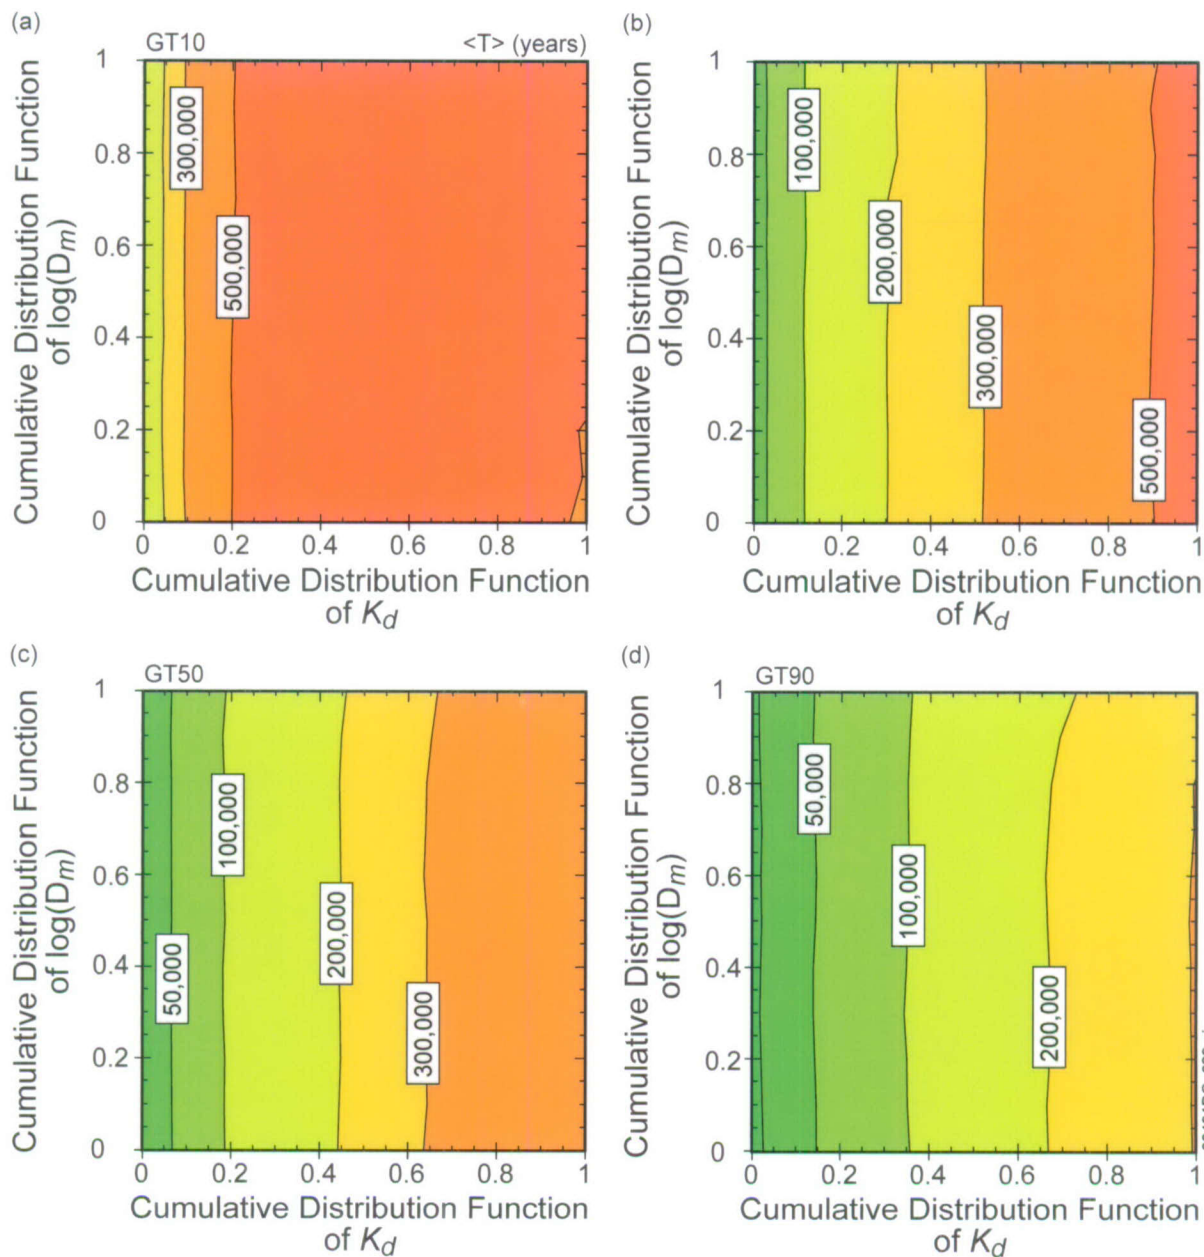 (a)
GT10 <T> (years)
300,000
500,000
1
0.8
0.6
0.4
0.2
0
0 0.2 0.4 0.6 0.8 1
Cumulative Distribution Function
of log(Dm)
Cumulative Distribution Function
of Kd
(b)
100,000
200,000
300,000
500,000
1
0.8
0.6
0.4
0.2
0
0 0.2 0.4 0.6 0.8 1
Cumulative Distribution Function
of log(Dm)
Cumulative Distribution Function
of Kd
(c)
GT50
50,000
100,000
200,000
300,000
1
0.8
0.6
0.4
0.2
0
0 0.2 0.4 0.6 0.8 1
Cumulative Distribution Function
of log(Dm)
Cumulative Distribution Function
of Kd
(d)
GT90
50,000
100,000
200,000
1
0.8
0.6
0.4
0.2
0
0 0.2 0.4 0.6 0.8 1
Cumulative Distribution Function
of log(Dm)
Cumulative Distribution Function
of Kd